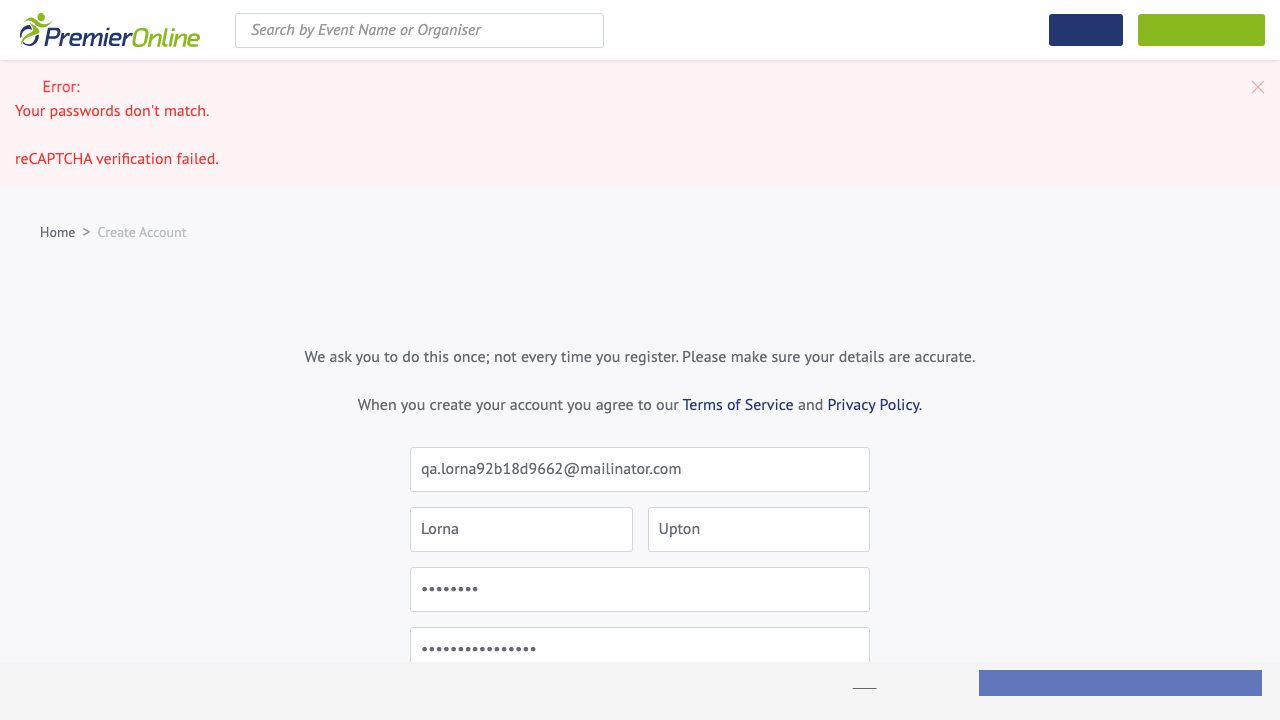 PremierOnline
Search by Event Name or Organiser
Error:
Your passwords don't match.
reCAPTCHA verification failed.
Home > Create Account
We ask you to do this once; not every time you register. Please make sure your details are accurate.
When you create your account you agree to our Terms of Service and Privacy Policy.
qa.lorna92b18d9662@mailinator.com
Lorna Upton
••••••••
••••••••••••••••